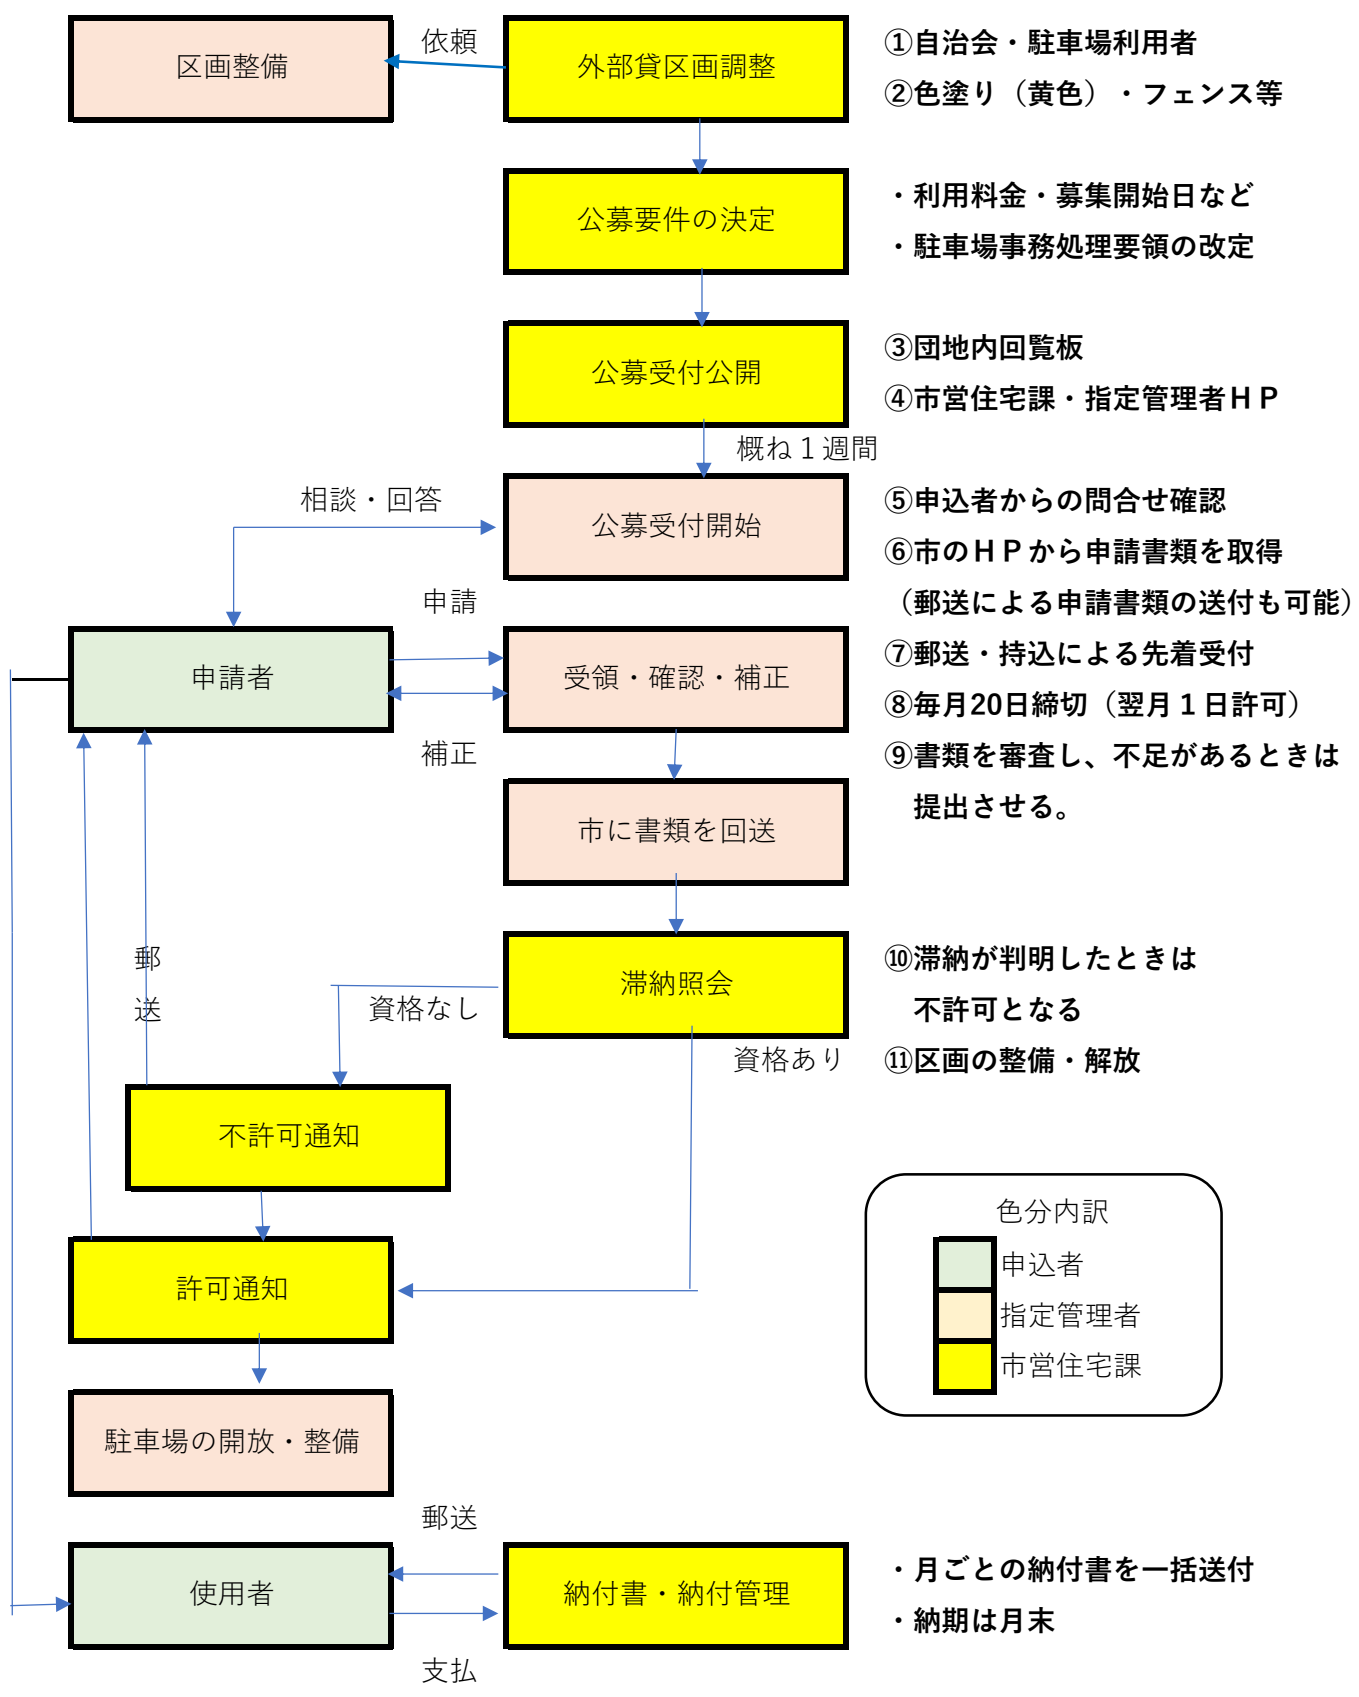 区画整備
依頼
外部貸区画調整
①自治会・駐車場利用者
②色塗り（黄色）・フェンス等
公募要件の決定
・利用料金・募集開始日など
・駐車場事務処理要領の改定
公募受付公開
③団地内回覧板
④市営住宅課・指定管理者ＨＰ
概ね１週間
相談・回答
公募受付開始
⑤申込者からの問合せ確認
⑥市のＨＰから申請書類を取得
（郵送による申請書類の送付も可能）
申請
申請者
受領・確認・補正
補正
⑦郵送・持込による先着受付
⑧毎月20日締切（翌月１日許可）
⑨書類を審査し、不足があるときは
提出させる。
市に書類を回送
郵
送
滞納照会
資格なし
資格あり
⑩滞納が判明したときは
不許可となる
⑪区画の整備・解放
不許可通知
許可通知
色分内訳
申込者
指定管理者
市営住宅課
駐車場の開放・整備
郵送
使用者
納付書・納付管理
・月ごとの納付書を一括送付
・納期は月末
支払